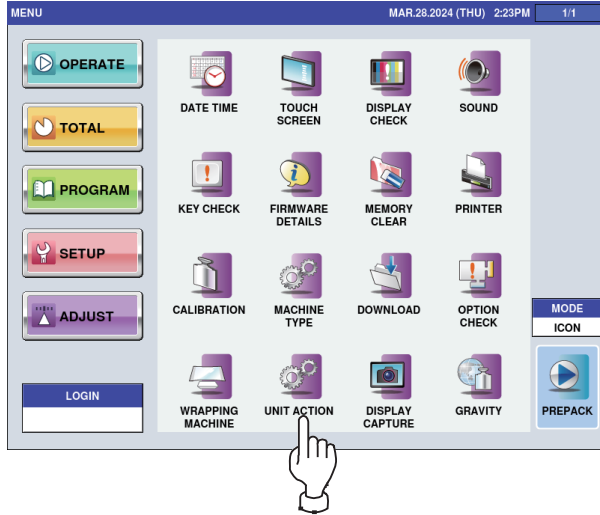 MENU
MAR.28.2024 (THU) 2:23PM
1/1
OPERATE
TOTAL
PROGRAM
SETUP
ADJUST
LOGIN
DATE TIME
TOUCH
SCREEN
DISPLAY
CHECK
SOUND
KEY CHECK
FIRMWARE
DETAILS
MEMORY
CLEAR
PRINTER
CALIBRATION
MACHINE
TYPE
DOWNLOAD
OPTION
CHECK
WRAPPING
MACHINE
UNIT ACTION
DISPLAY
CAPTURE
GRAVITY
MODE
ICON
PREPACK